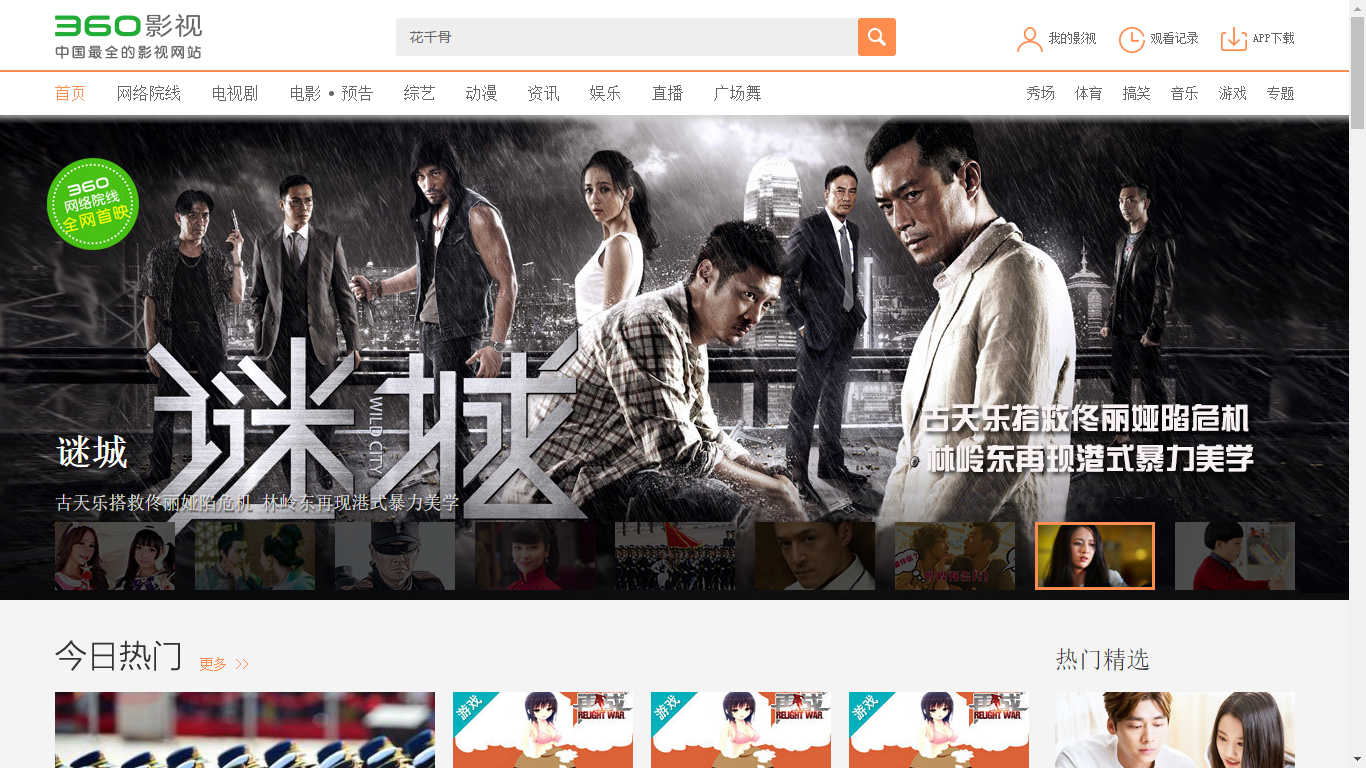 360影视
中国最全的影视网站
花千骨
我的影视
观看记录
APP下载
首页 网络院线 电视剧 电影 • 预告 综艺 动漫 资讯 娱乐 直播 广场舞
秀场 体育 搞笑 音乐 游戏 专题
360
网络院线
全网首映
谜城
WILD CITY
古天乐搭救佟丽娅陷危机
林岭东再现港式暴力美学
谜城
古天乐搭救佟丽娅陷危机 林岭东再现港式暴力美学
今日热门 更多 >>
热门精选
游戏
RELIGHT WAR
游戏
RELIGHT WAR
游戏
RELIGHT WAR